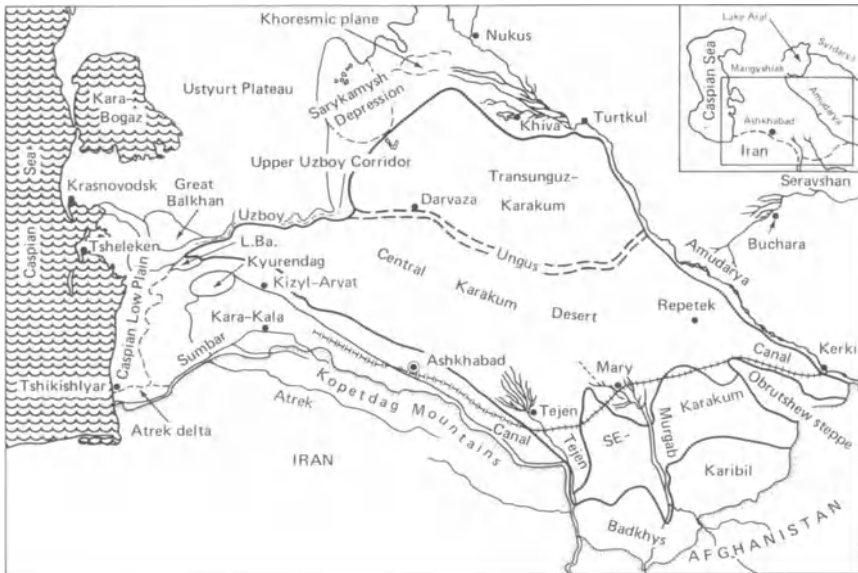 Khoresmic plane
Nukus
Ustyurt Plateau
Sarykamysh
Depression
Kara-
Bogaz
Khiva
Turtkul
Upper Uzboy Corridor
Transunguz-
Karakum
Krasnovodsk
Great
Balkhan
Darvaza
Uzboy
Tsheleken
L.Ba.
Ungus
Kyurendag
Kizyl-Arvat
Central
Karakum
Desert
Repetek
Amudarya
Buchara
Seravshan
Caspian Sea
Caspian Low Plain
Kara-Kala
Sumbar
Ashkhabad
Mary
Canal
Kerki
Tshikishlyar
Atrek delta
Atrek
Kopetdag Mountains
Canal
Tejen
Tejen
SE-
Murgab
Karakum
Obrutshew steppe
IRAN
Karibil
Badkhys
AFGHANISTAN
Lake Aral
Syrdarya
Mangyshlak
Caspian Sea
Amudarya
Ashkhabad
Iran